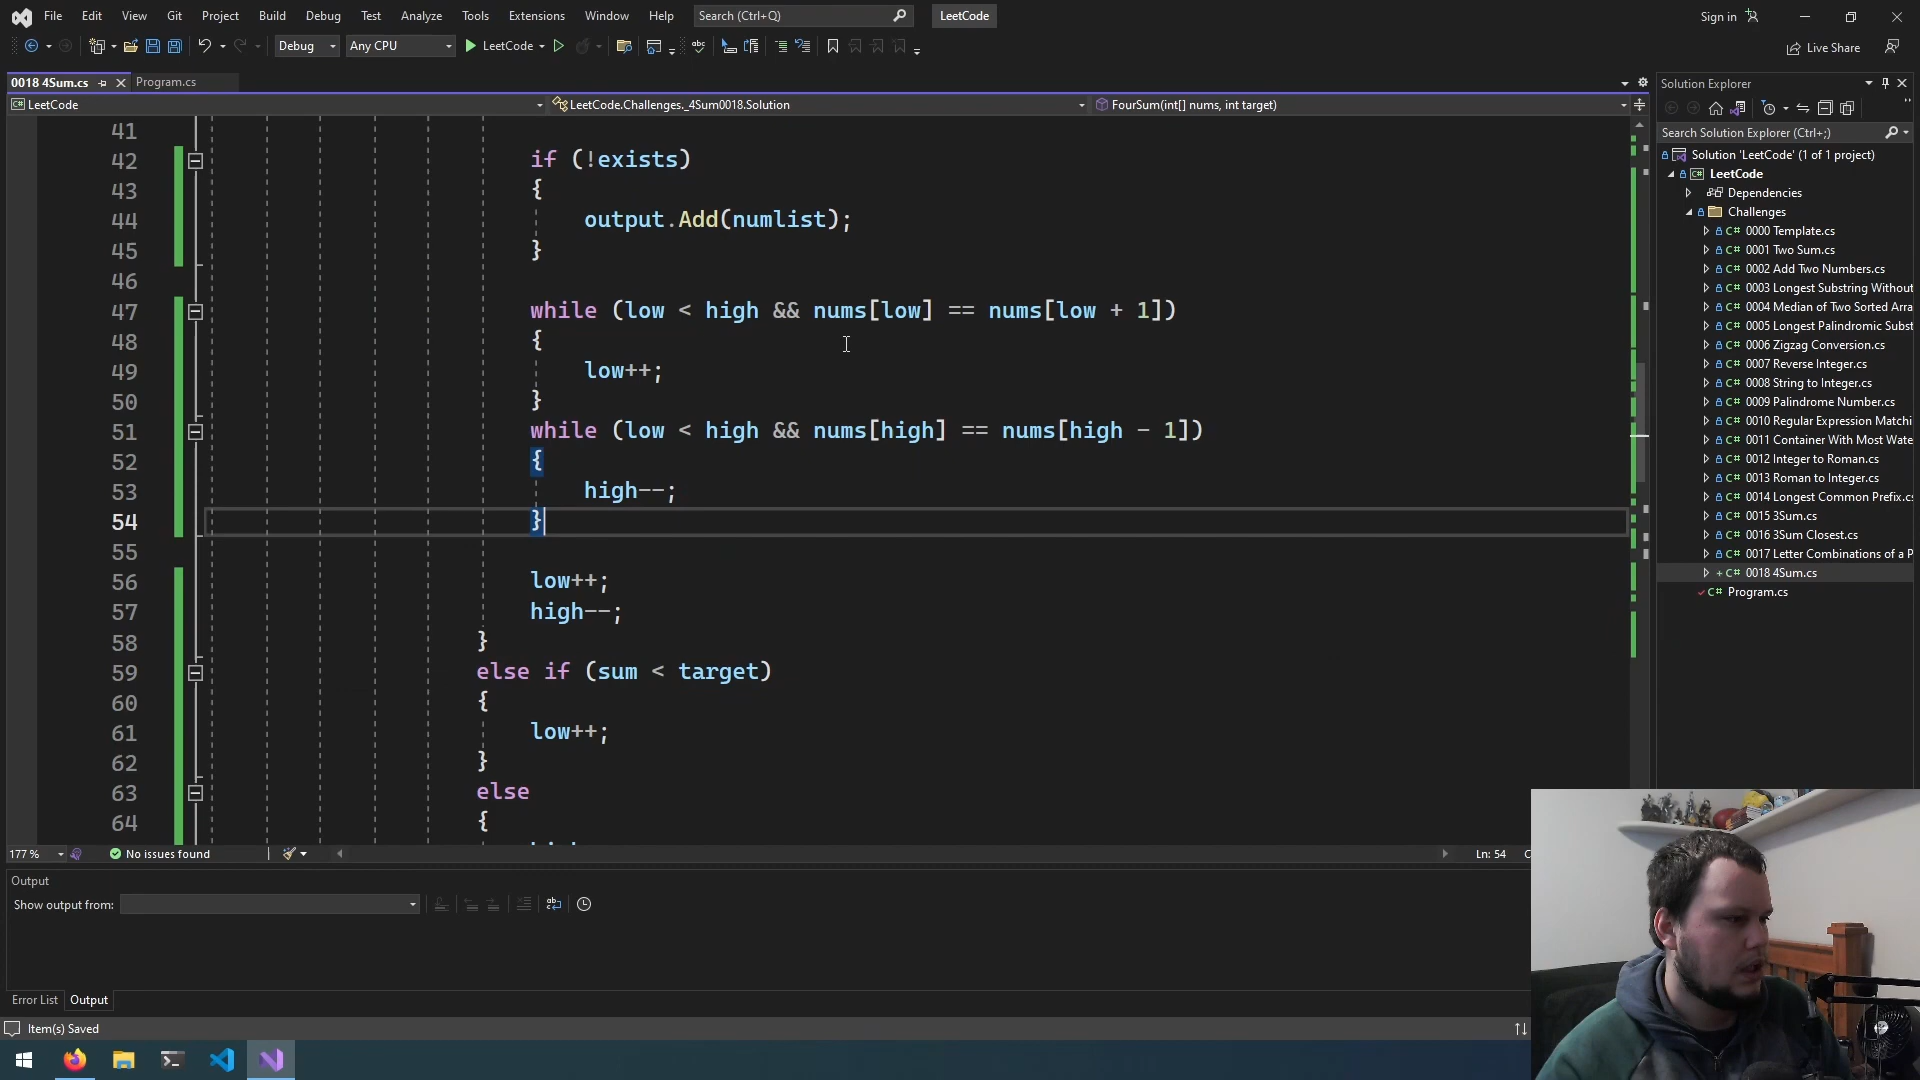 File Edit View Git Project Build Debug Test Analyze Tools Extensions Window Help Search (Ctrl+Q) LeetCode Sign in
Debug Any CPU LeetCode Live Share
0018 4Sum.cs Program.cs
LeetCode LeetCode.Challenges._4Sum0018.Solution FourSum(int[] nums, int target)
41
42 if (!exists)
43 {
44 output.Add(numlist);
45 }
46
47 while (low < high && nums[low] == nums[low + 1])
48 {
49 low++;
50 }
51 while (low < high && nums[high] == nums[high - 1])
52 {
53 high--;
54 }
55
56 low++;
57 high--;
58 }
59 else if (sum < target)
60 {
61 low++;
62 }
63 else
64 {
177 % No issues found Ln: 54
Output
Show output from:
Error List Output
Item(s) Saved
Solution Explorer
Search Solution Explorer (Ctrl+;)
Solution 'LeetCode' (1 of 1 project)
C# LeetCode
Dependencies
Challenges
C# 0000 Template.cs
C# 0001 Two Sum.cs
C# 0002 Add Two Numbers.cs
C# 0003 Longest Substring Without
C# 0004 Median of Two Sorted Arra
C# 0005 Longest Palindromic Subst
C# 0006 Zigzag Conversion.cs
C# 0007 Reverse Integer.cs
C# 0008 String to Integer.cs
C# 0009 Palindrome Number.cs
C# 0010 Regular Expression Matchi
C# 0011 Container With Most Wate
C# 0012 Integer to Roman.cs
C# 0013 Roman to Integer.cs
C# 0014 Longest Common Prefix.cs
C# 0015 3Sum.cs
C# 0016 3Sum Closest.cs
C# 0017 Letter Combinations of a P
C# 0018 4Sum.cs
C# Program.cs